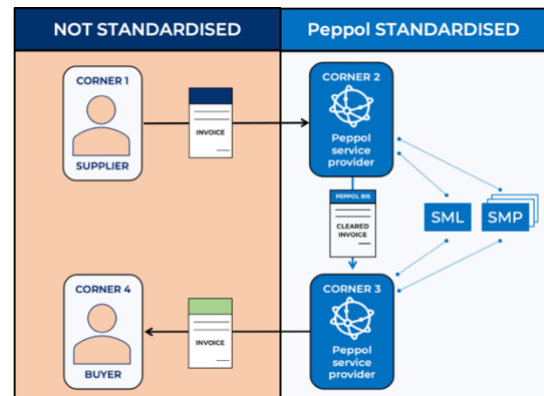 NOT STANDARDISED
Peppol STANDARDISED
CORNER 1
SUPPLIER
INVOICE
CORNER 2
Peppol
service
provider
PEPPOL BIS
CLEARED
INVOICE
SML
SMP
CORNER 4
BUYER
INVOICE
CORNER 3
Peppol
service
provider